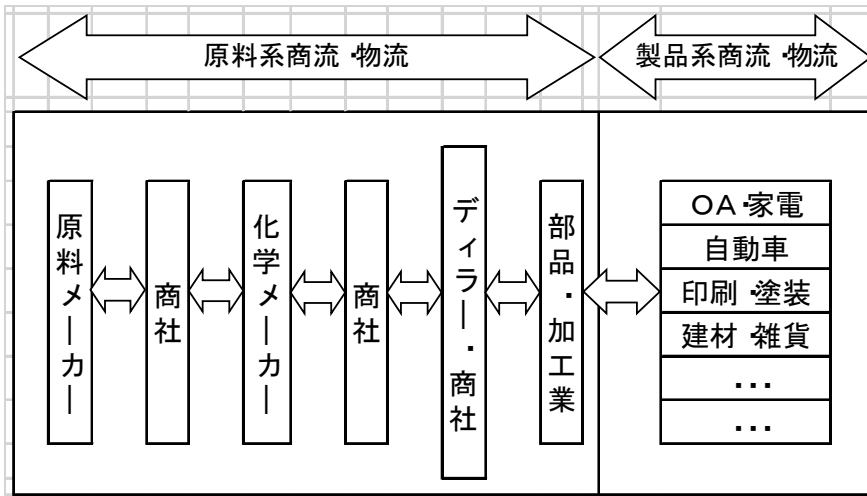 原料系商流・物流
製品系商流・物流
原料メーカー
商社
化学メーカー
商社
ディラー・商社
部品・加工業
OA・家電
自動車
印刷・塗装
建材・雑貨
...
...